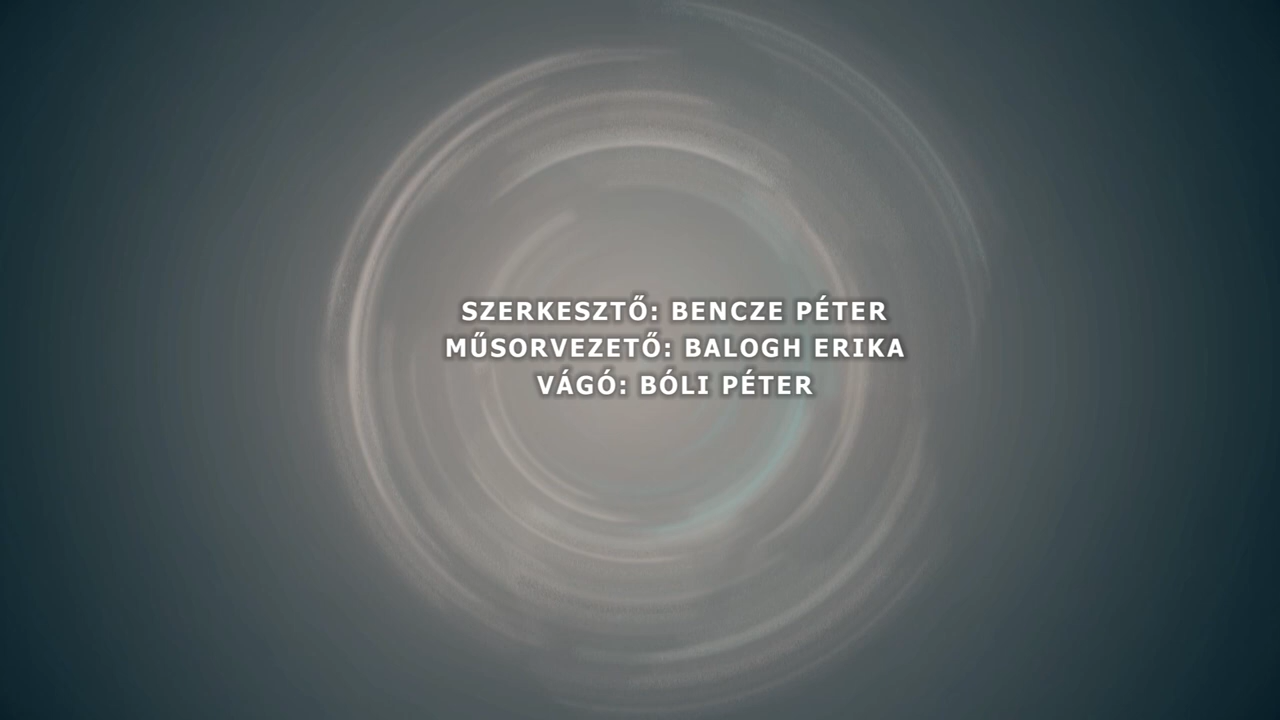 SZERKESZTŐ: BENCZE PÉTER
MŰSORVEZETŐ: BALOGH ERIKA
VÁGÓ: BÓLI PÉTER